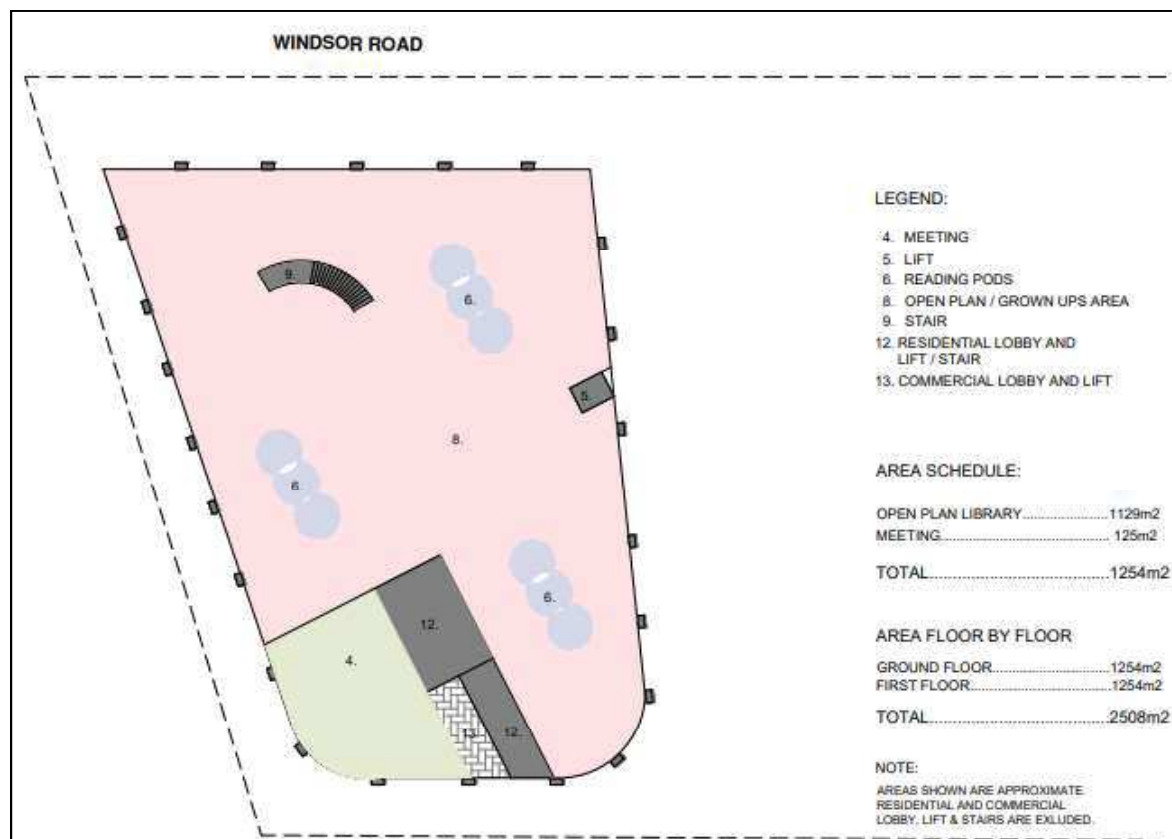 WINDSOR ROAD
9.
6.
5.
8.
6.
6.
12.
4.
13.
12.
LEGEND:
4. MEETING
5. LIFT
6. READING PODS
8. OPEN PLAN / GROWN UPS AREA
9. STAIR
12. RESIDENTIAL LOBBY AND
LIFT / STAIR
13. COMMERCIAL LOBBY AND LIFT
AREA SCHEDULE:
OPEN PLAN LIBRARY......................1129m2
MEETING........................................... 125m2
TOTAL...............................1254m2
AREA FLOOR BY FLOOR
GROUND FLOOR....................................1254m2
FIRST FLOOR.....................................1254m2
TOTAL...............................2508m2
NOTE:
AREAS SHOWN ARE APPROXIMATE
RESIDENTIAL AND COMMERCIAL
LOBBY, LIFT & STAIRS ARE EXLUDED.